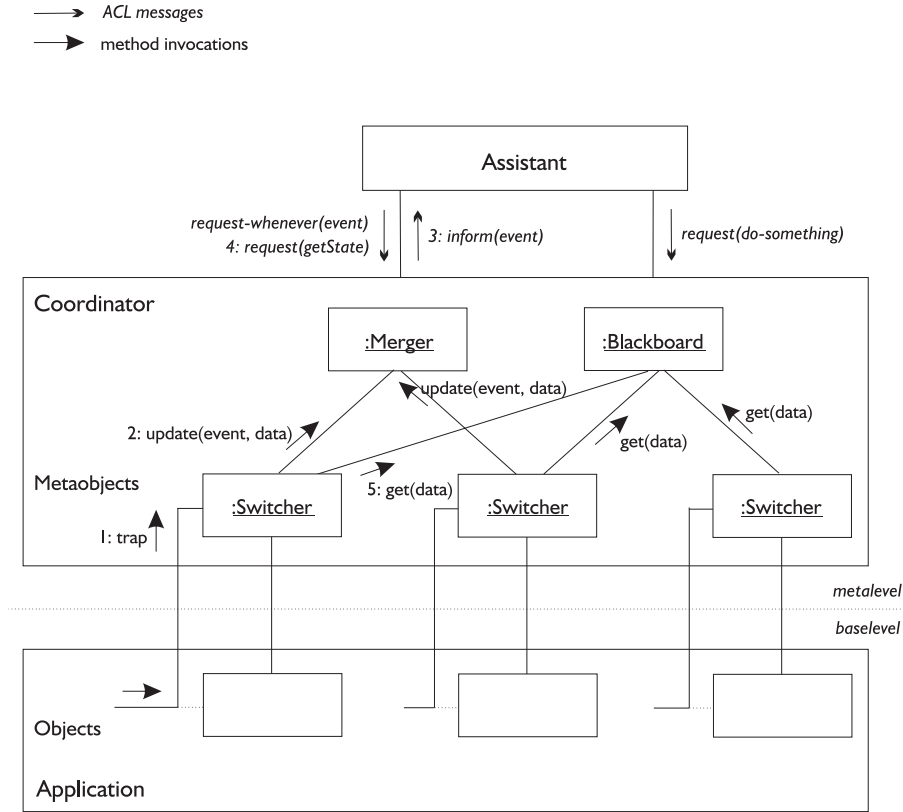 ACL messages
method invocations
Assistant
request-whenever(event)
4: request(getState)
3: inform(event)
request(do-something)
Coordinator
:Merger
:Blackboard
update(event, data)
2: update(event, data)
get(data)
get(data)
Metaobjects
5: get(data)
:Switcher
:Switcher
:Switcher
1: trap
metalevel
baselevel
Objects
Application